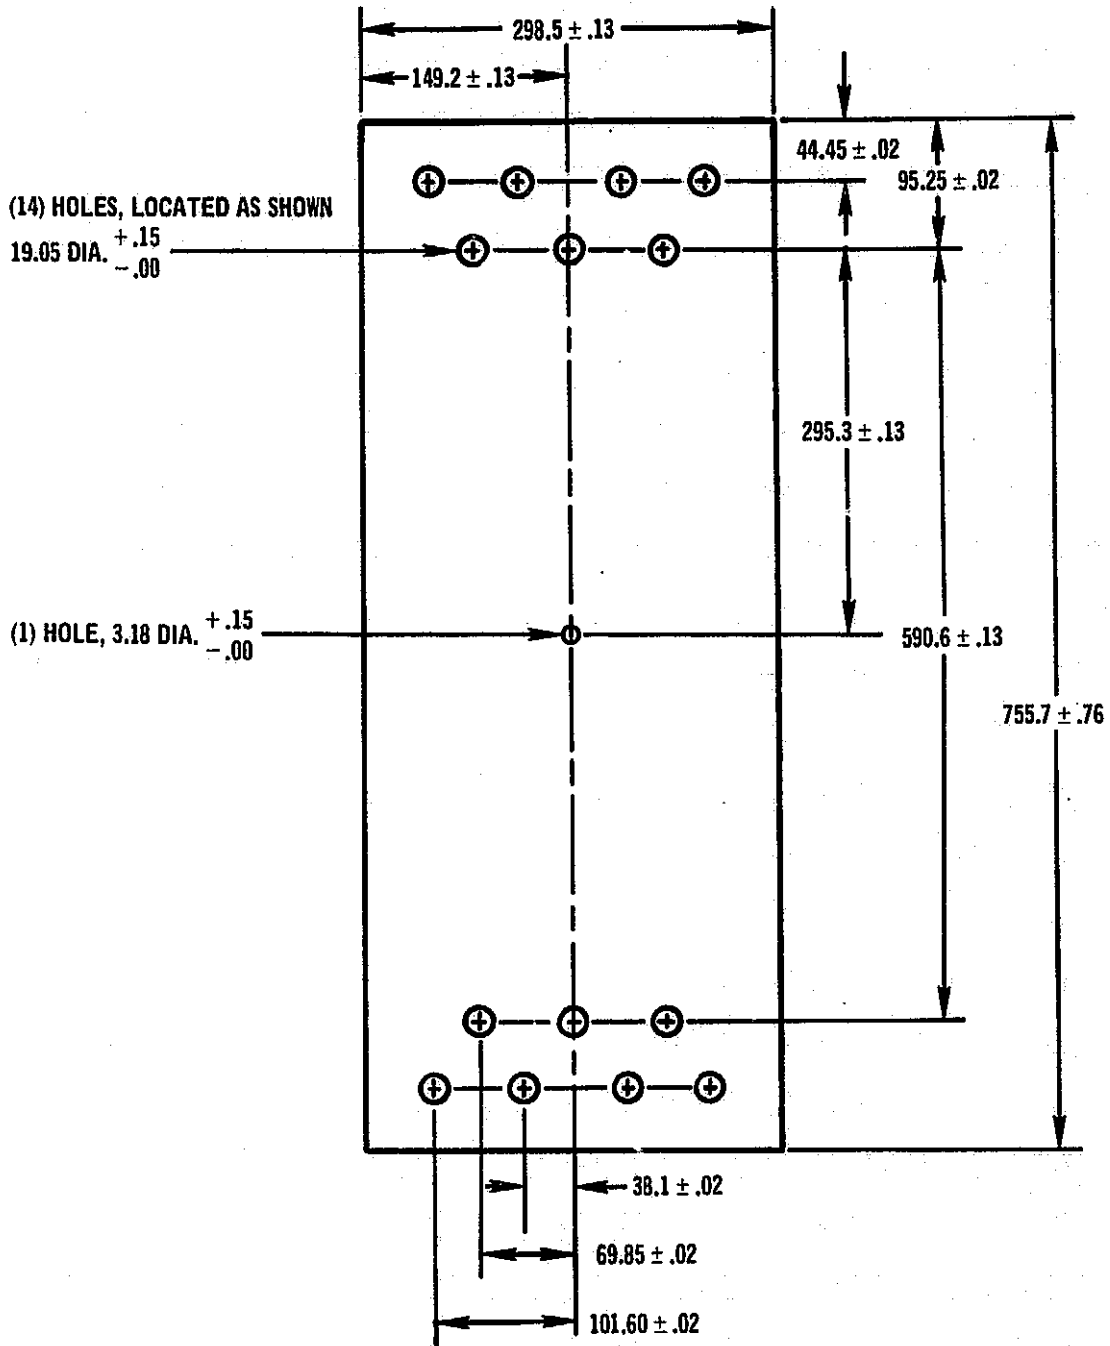 298.5 ± .13
149.2 ± .13
44.45 ± .02
95.25 ± .02
(14) HOLES, LOCATED AS SHOWN
19.05 DIA. + .15
− .00
295.3 ± .13
(1) HOLE, 3.18 DIA. + .15
− .00
590.6 ± .13
755.7 ± .76
38.1 ± .02
69.85 ± .02
101.60 ± .02